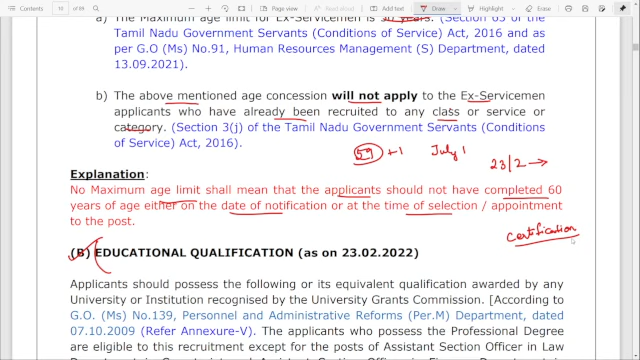 10 of 89
Draw
Erase
a) The Maximum age limit for Ex-Servicemen is 50 years. (Section 63 of
Tamil Nadu Government Servants (Conditions of Service) Act, 2016 and as
per G.O (Ms) No.91, Human Resources Management (S) Department, dated
13.09.2021)
b) The above mentioned age concession will not apply to the Ex-Servicemen
applicants who have already been recruited to any class or service or
category. (Section 3(j) of the Tamil Nadu Government Servants (Conditions
of Service) Act, 2016).
59 +1 July 1
23/2 →
Explanation:
No Maximum age limit shall mean that the applicants should not have completed 60
years of age either on the date of notification or at the time of selection / appointment
to the post.
Certification
(B) EDUCATIONAL QUALIFICATION (as on 23.02.2022)
Applicants should possess the following or its equivalent qualification awarded by any
University or Institution recognised by the University Grants Commission. [According to
G.O. (Ms) No.139, Personnel and Administrative Reforms (Per.M) Department, dated
07.10.2009 (Refer Annexure-V). The applicants who possess the Professional Degree
are eligible to this recruitment except for the posts of Assistant Section Officer in Law